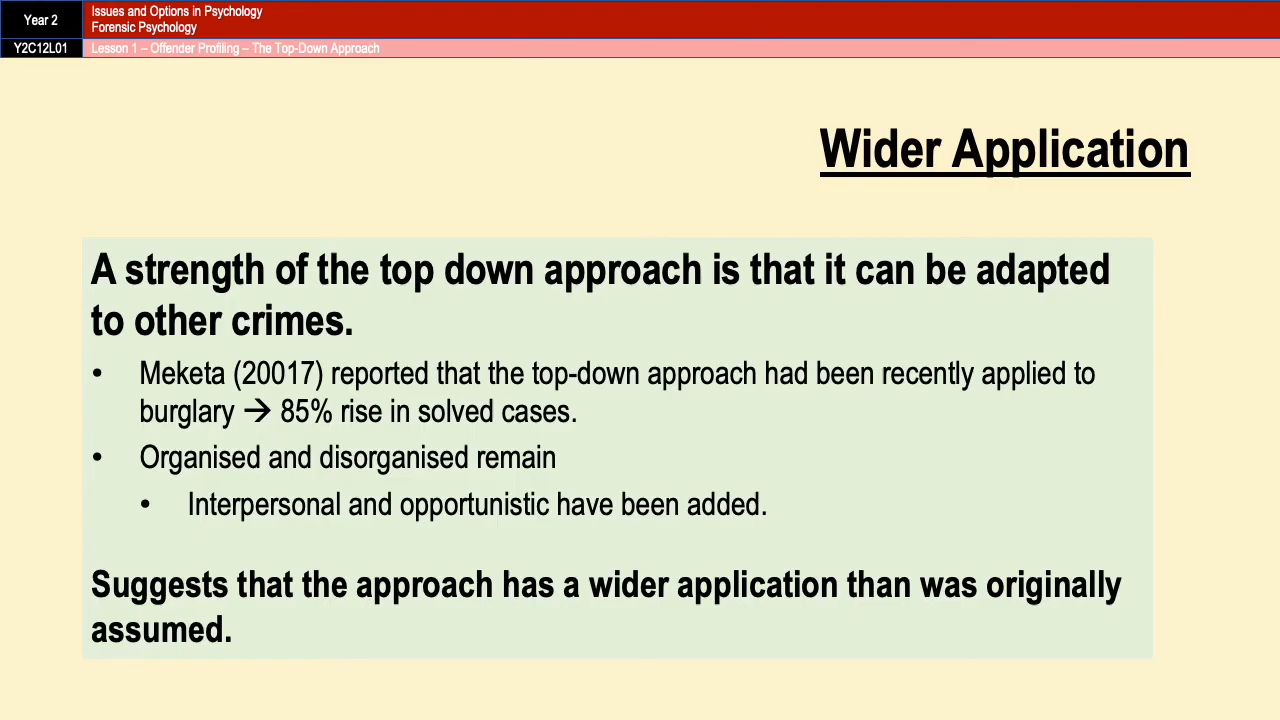 Year 2
Issues and Options in Psychology
Forensic Psychology
Y2C12L01
Lesson 1 – Offender Profiling – The Top-Down Approach
Wider Application
A strength of the top down approach is that it can be adapted
to other crimes.
• Meketa (20017) reported that the top-down approach had been recently applied to
burglary → 85% rise in solved cases.
• Organised and disorganised remain
• Interpersonal and opportunistic have been added.
Suggests that the approach has a wider application than was originally
assumed.